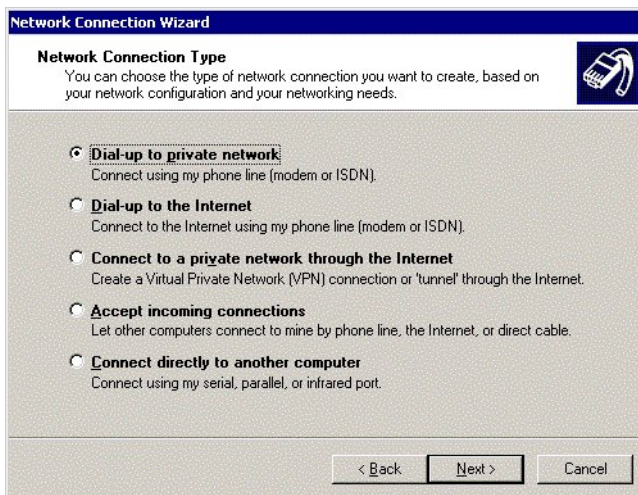 Network Connection Wizard
Network Connection Type
You can choose the type of network connection you want to create, based on
your network configuration and your networking needs.
Dial-up to private network
Connect using my phone line (modem or ISDN).
Dial-up to the Internet
Connect to the Internet using my phone line (modem or ISDN).
Connect to a private network through the Internet
Create a Virtual Private Network (VPN) connection or 'tunnel' through the Internet.
Accept incoming connections
Let other computers connect to mine by phone line, the Internet, or direct cable.
Connect directly to another computer
Connect using my serial, parallel, or infrared port.
< Back Next > Cancel